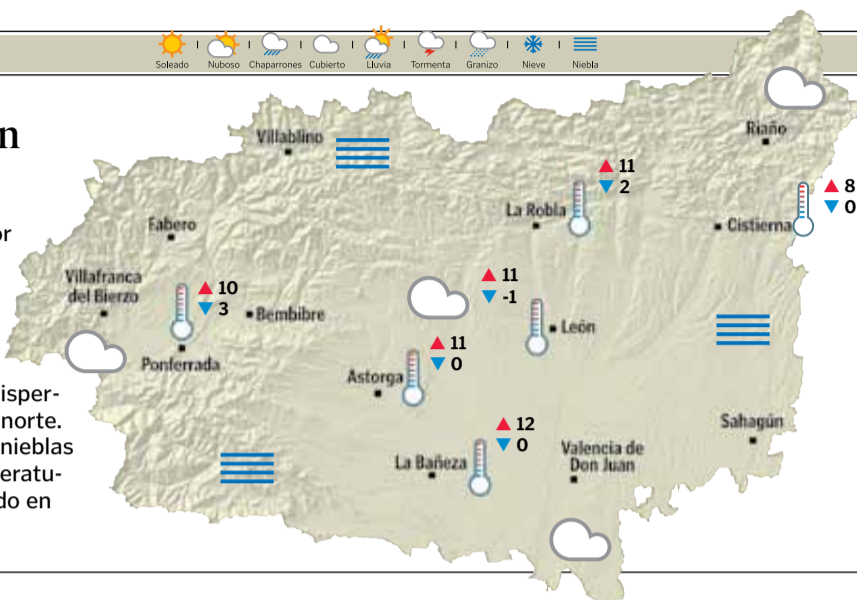 Soleado
Nuboso
Chaparrones
Cubierto
Lluvia
Tormenta
Granizo
Nieve
Niebla
n
or
isper-
norte.
nieblas
eratu-
do en
Villablino
Riaño
11
2
La Robla
8
0
Cistierna
Fabero
Villafranca
del Bierzo
10
3
Bembibre
Ponferrada
11
-1
León
11
0
Astorga
12
0
La Bañeza
Valencia de
Don Juan
Sahagún